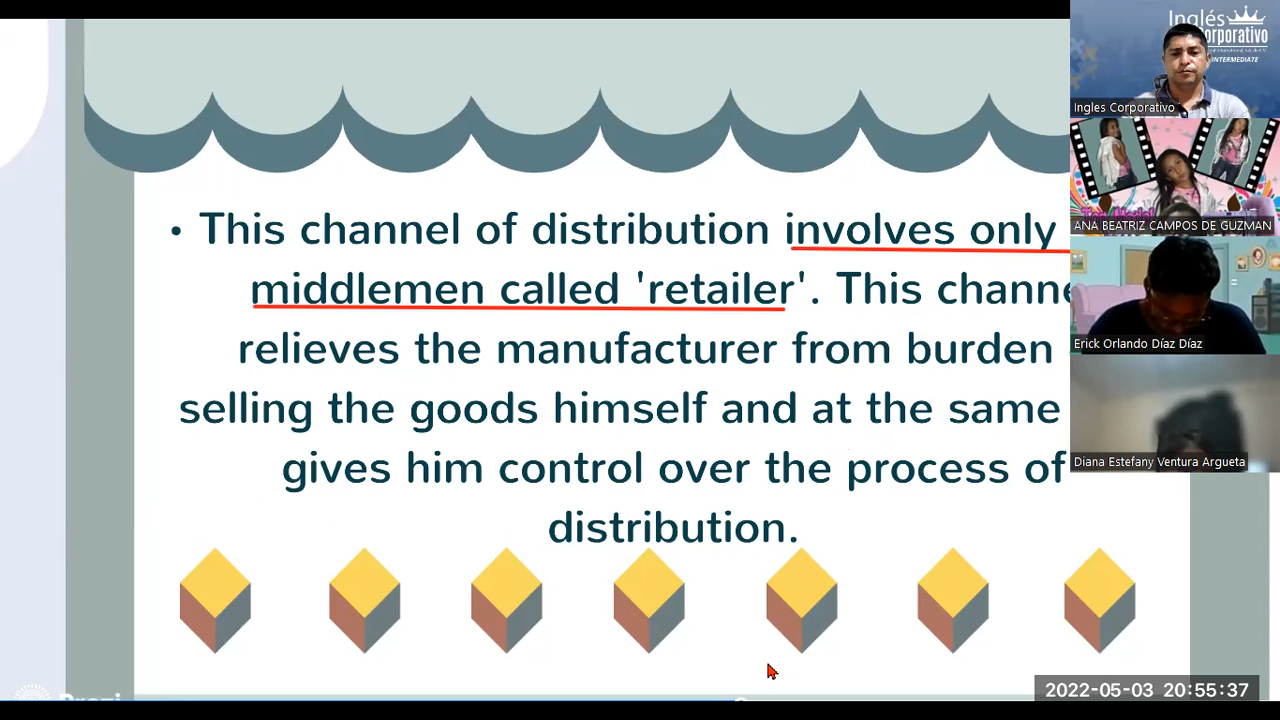 • This channel of distribution involves only
middlemen called 'retailer'. This channe
relieves the manufacturer from burden
selling the goods himself and at the same
gives him control over the process of
distribution.
Inglés
Corporativo
INTERMEDIATE
Ingles Corporativo
ANA BEATRIZ CAMPOS DE GUZMAN
Erick Orlando Díaz Díaz
Diana Estefany Ventura Argueta
Prezi
2022-05-03 20:55:37